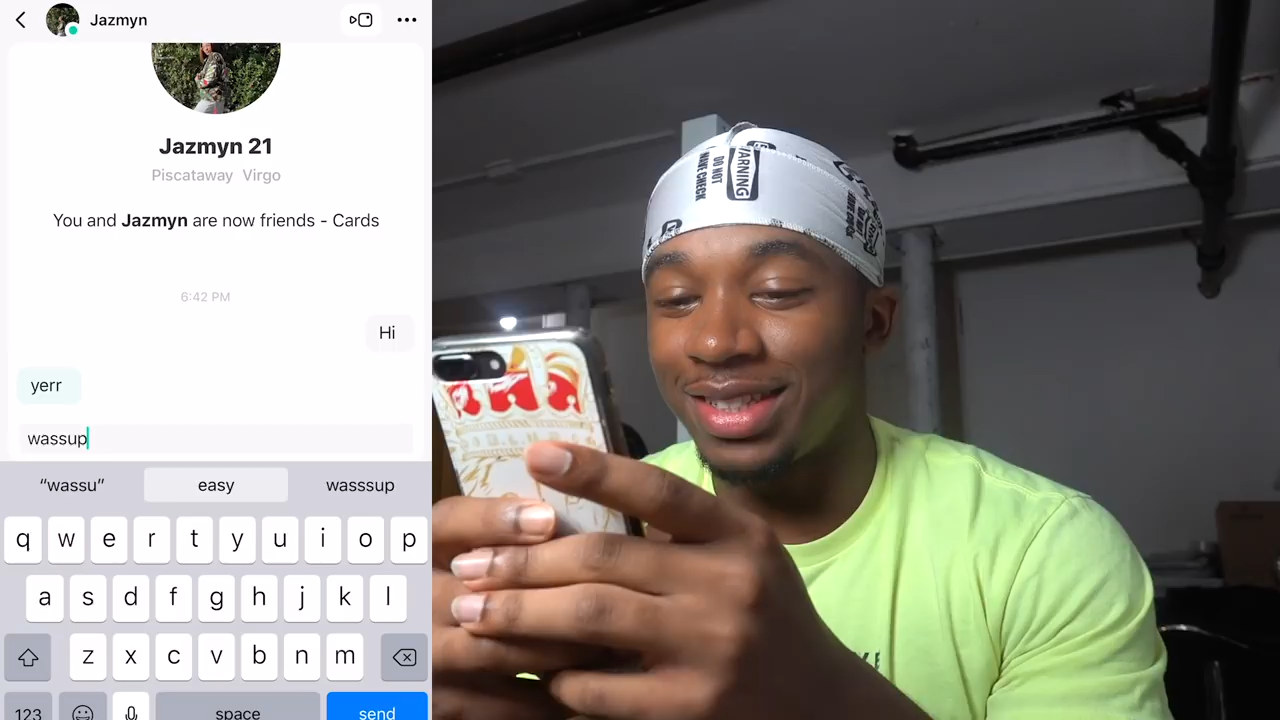 Jazmyn
Jazmyn 21
Piscataway Virgo
You and Jazmyn are now friends - Cards
6:42 PM
Hi
yerr
wassup
“wassu” easy wasssup
q w e r t y u i o p
a s d f g h j k l
z x c v b n m
123 space send
WARNING
DO NOT